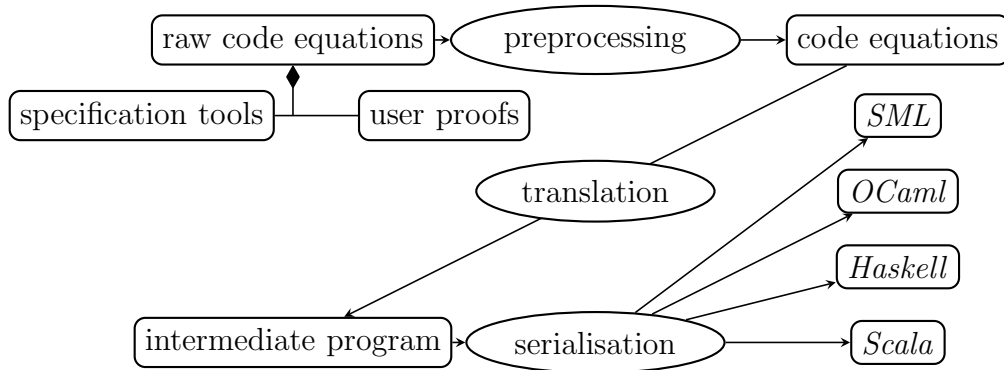 raw code equations
preprocessing
code equations
specification tools
user proofs
SML
translation
OCaml
Haskell
intermediate program
serialisation
Scala